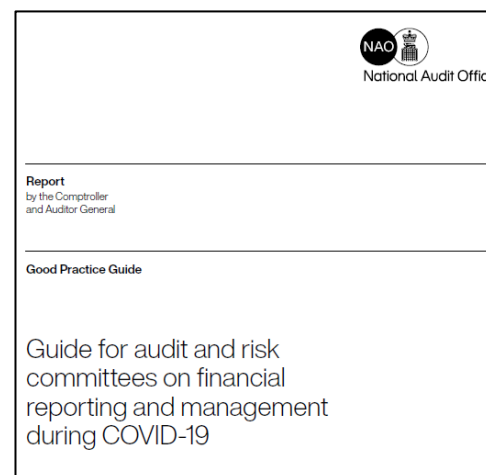 NAO
National Audit Offic
Report
by the Comptroller
and Auditor General
Good Practice Guide
Guide for audit and risk
committees on financial
reporting and management
during COVID-19